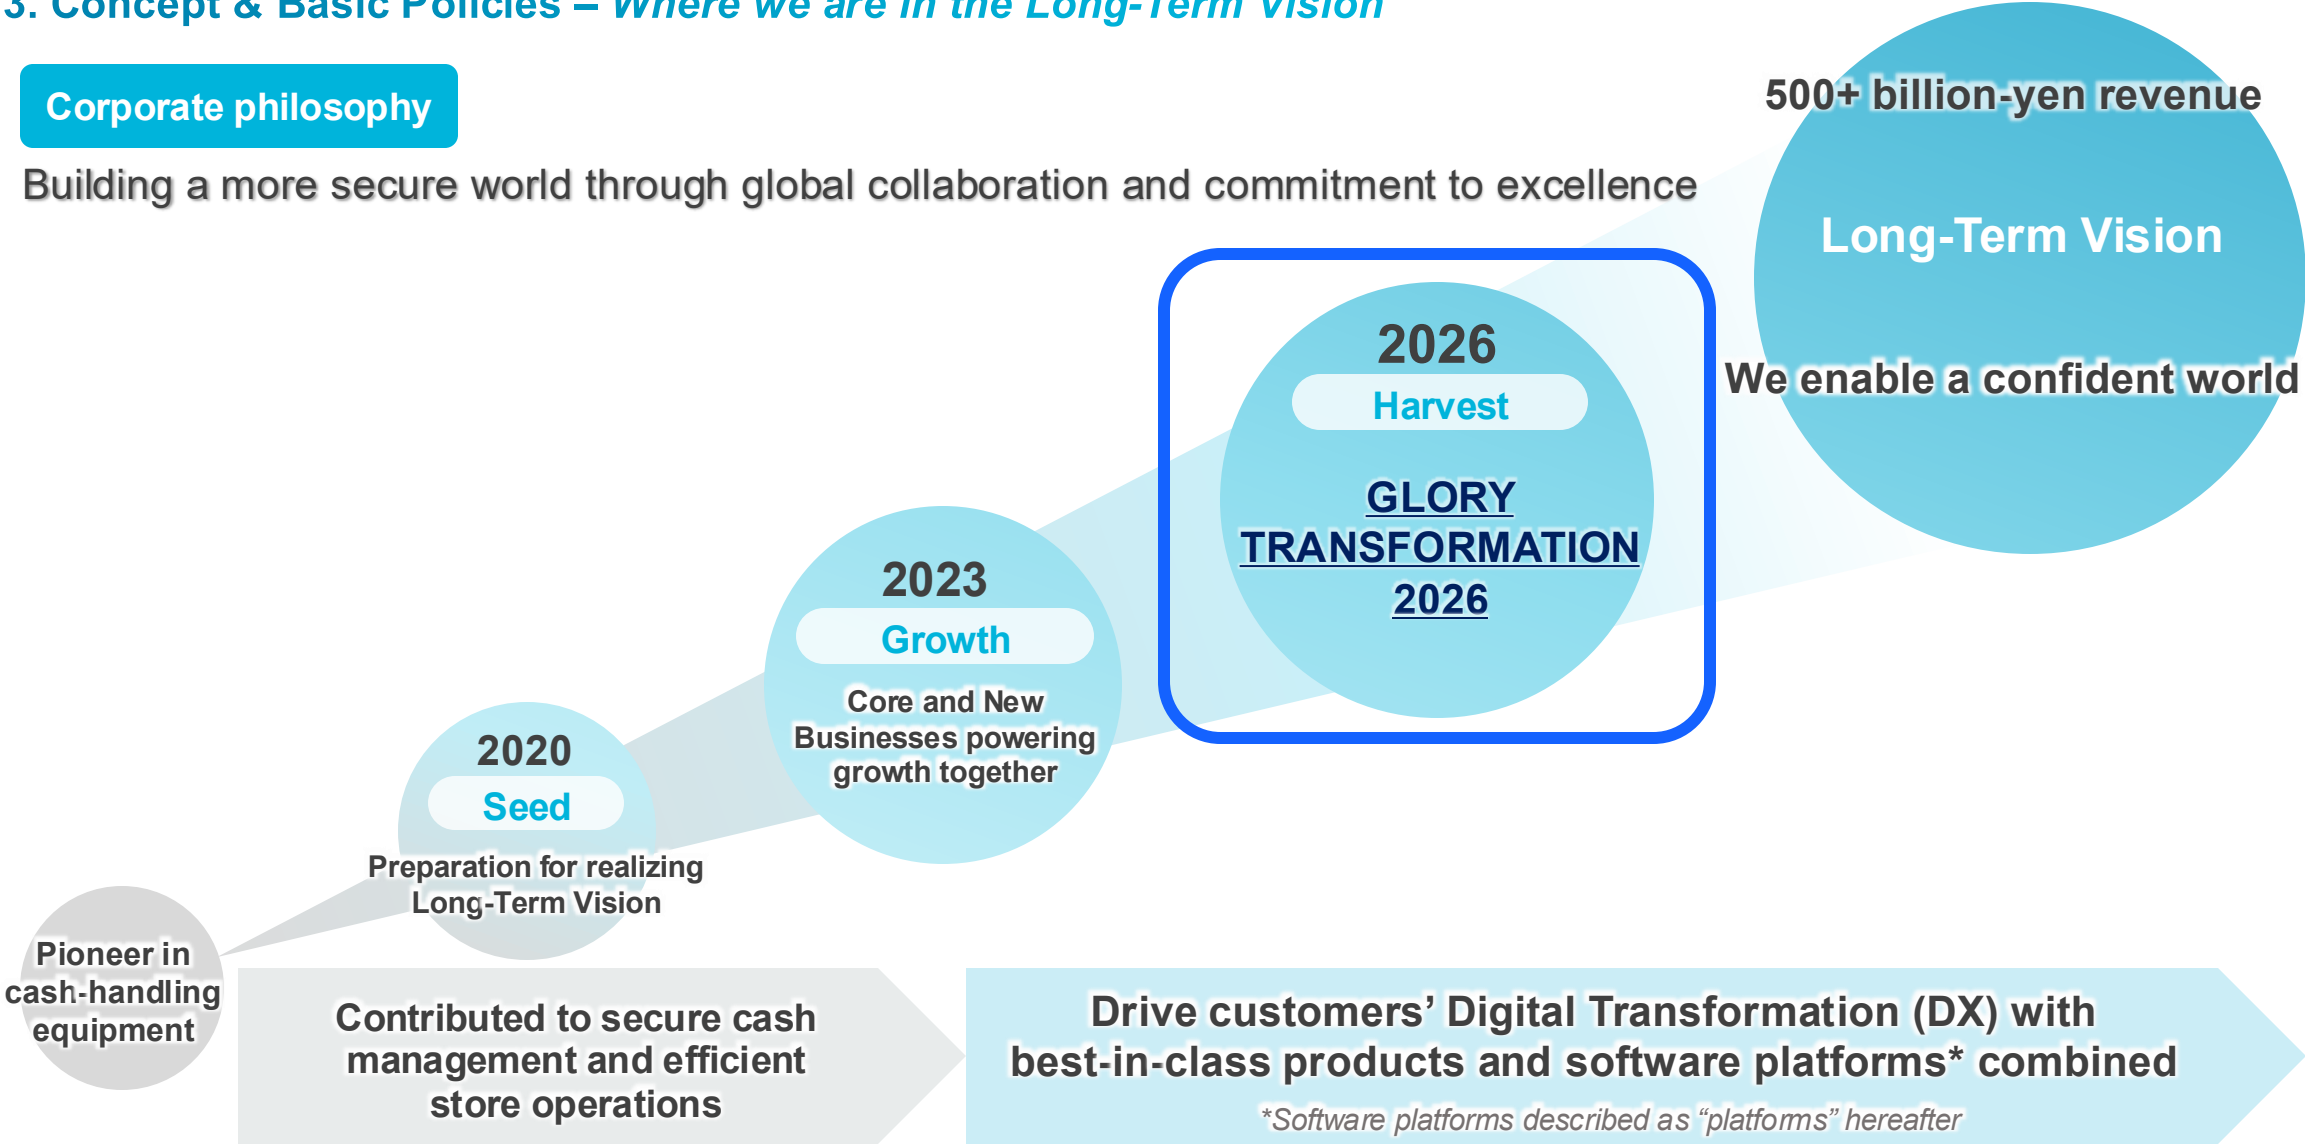 3. Concept & Basic Policies – Where we are in the Long-Term Vision
Corporate philosophy
Building a more secure world through global collaboration and commitment to excellence
500+ billion-yen revenue
Long-Term Vision
We enable a confident world
2026
Harvest
GLORY
TRANSFORMATION
2026
2023
Growth
Core and New
Businesses powering
growth together
2020
Seed
Preparation for realizing
Long-Term Vision
Pioneer in
cash-handling
equipment
Contributed to secure cash
management and efficient
store operations
Drive customers’ Digital Transformation (DX) with
best-in-class products and software platforms* combined
*Software platforms described as “platforms” hereafter